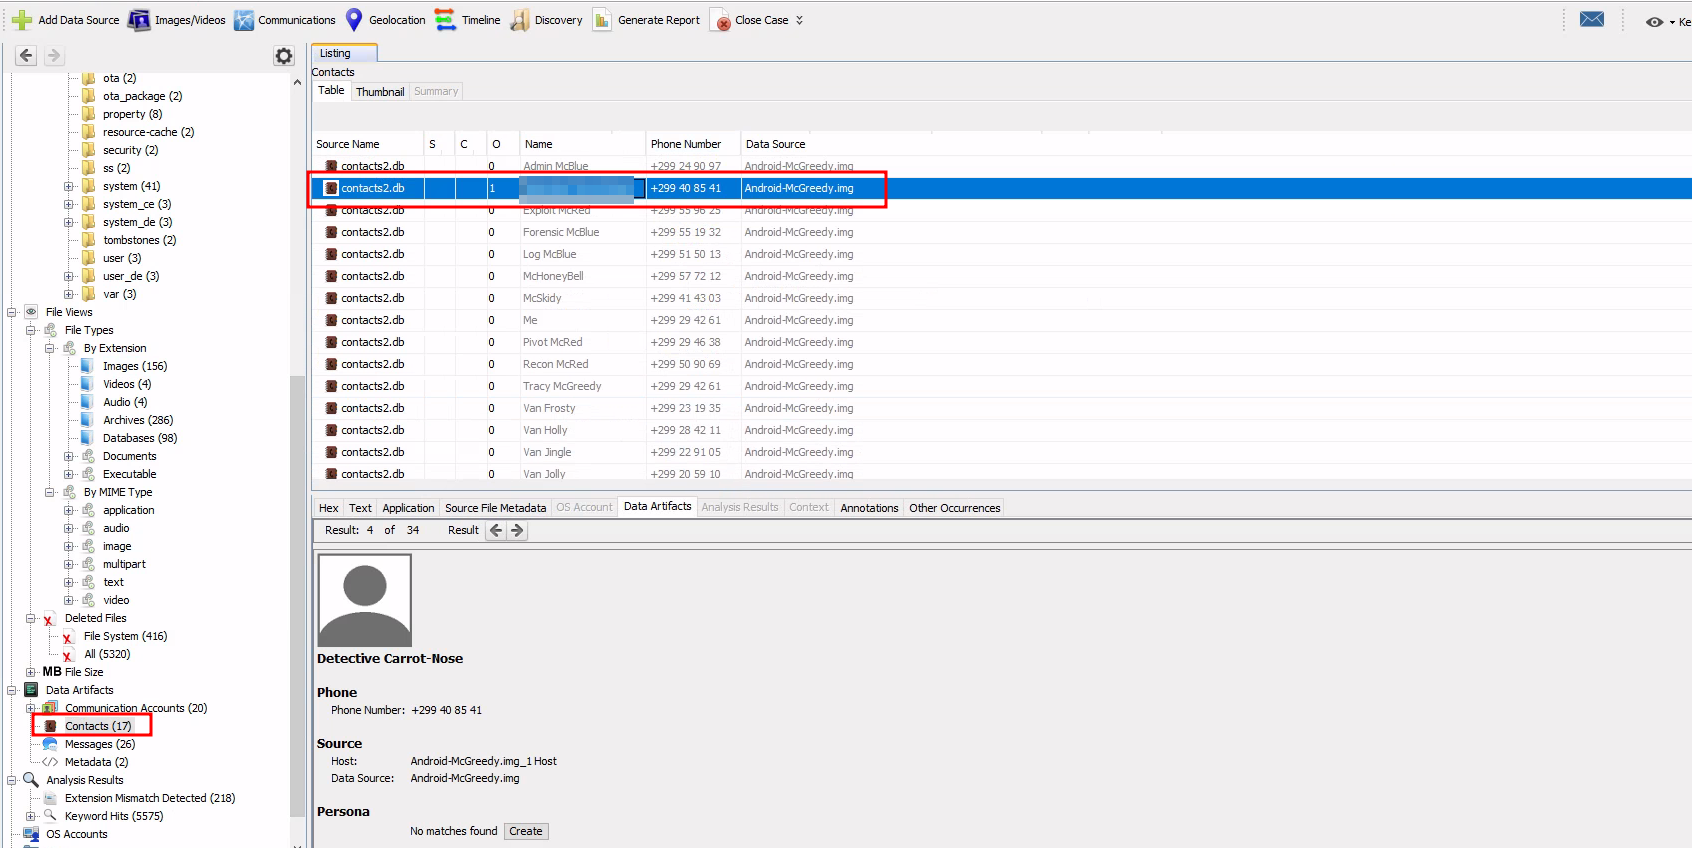 Add Data Source Images/Videos Communications Geolocation Timeline Discovery Generate Report Close Case Ke
Listing
Contacts
Table Thumbnail Summary
Source Name S C O Name Phone Number Data Source
contacts2.db 0 Admin McBlue +299 24 90 97 Android-McGreedy.img
contacts2.db 1 +299 40 85 41 Android-McGreedy.img
contacts2.db 0 Exploit McRed +299 55 96 25 Android-McGreedy.img
contacts2.db 0 Forensic McBlue +299 55 19 32 Android-McGreedy.img
contacts2.db 0 Log McBlue +299 51 50 13 Android-McGreedy.img
contacts2.db 0 McHoneyBell +299 57 72 12 Android-McGreedy.img
contacts2.db 0 McSkidy +299 41 43 03 Android-McGreedy.img
contacts2.db 0 Me +299 29 42 61 Android-McGreedy.img
contacts2.db 0 Pivot McRed +299 29 46 38 Android-McGreedy.img
contacts2.db 0 Recon McRed +299 50 90 69 Android-McGreedy.img
contacts2.db 0 Tracy McGreedy +299 29 42 61 Android-McGreedy.img
contacts2.db 0 Van Frosty +299 23 19 35 Android-McGreedy.img
contacts2.db 0 Van Holly +299 28 42 11 Android-McGreedy.img
contacts2.db 0 Van Jingle +299 22 91 05 Android-McGreedy.img
contacts2.db 0 Van Jolly +299 20 59 10 Android-McGreedy.img
ota (2)
ota_package (2)
property (8)
resource-cache (2)
security (2)
ss (2)
system (41)
system_ce (3)
system_de (3)
tombstones (2)
user (3)
user_de (3)
var (3)
File Views
File Types
By Extension
Images (156)
Videos (4)
Audio (4)
Archives (286)
Databases (98)
Documents
Executable
By MIME Type
application
audio
image
multipart
text
video
Deleted Files
File System (416)
All (5320)
MB File Size
Data Artifacts
Communication Accounts (20)
Contacts (17)
Messages (26)
Metadata (2)
Analysis Results
Extension Mismatch Detected (218)
Keyword Hits (5575)
OS Accounts
Hex Text Application Source File Metadata OS Account Data Artifacts Analysis Results Context Annotations Other Occurrences
Result: 4 of 34 Result
Detective Carrot-Nose
Phone
Phone Number: +299 40 85 41
Source
Host: Android-McGreedy.img_1 Host
Data Source: Android-McGreedy.img
Persona
No matches found Create